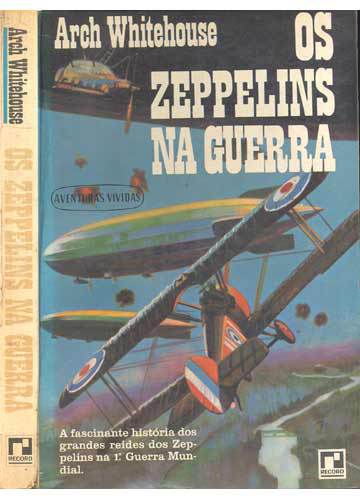 Arch Whitehouse
OS ZEPPELINS NA GUERRA
RECORD
Arch Whitehouse
OS
ZEPPELINS
NA GUERRA
AVENTURAS VIVIDAS
A fascinante história dos
grandes reides dos Zep-
pelins na 1ª Guerra Mun-
dial.
RECORD